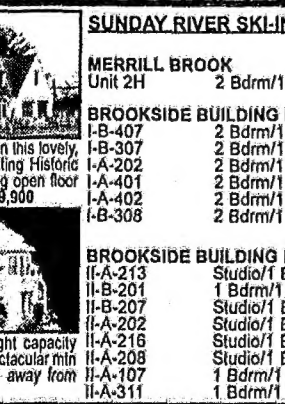 SUNDAY RIVER SKI-IN
MERRILL BROOK
Unit 2H 2 Bdrm/1
BROOKSIDE BUILDING
I-B-407 2 Bdrm/1
I-B-307 2 Bdrm/1
I-A-202 2 Bdrm/1
I-A-401 2 Bdrm/1
I-A-402 2 Bdrm/1
I-B-308 2 Bdrm/1
BROOKSIDE BUILDING
II-A-213 Studio/1 B
II-B-201 1 Bdrm/1
II-B-207 Studio/1 B
II-A-202 Studio/1 B
II-A-216 Studio/1 B
II-A-208 Studio/1 B
II-A-107 1 Bdrm/1
II-A-311 1 Bdrm/1
n this lovely,
ting Historic
g open floor
9,900
ght capacity
ctacular mtn
away from